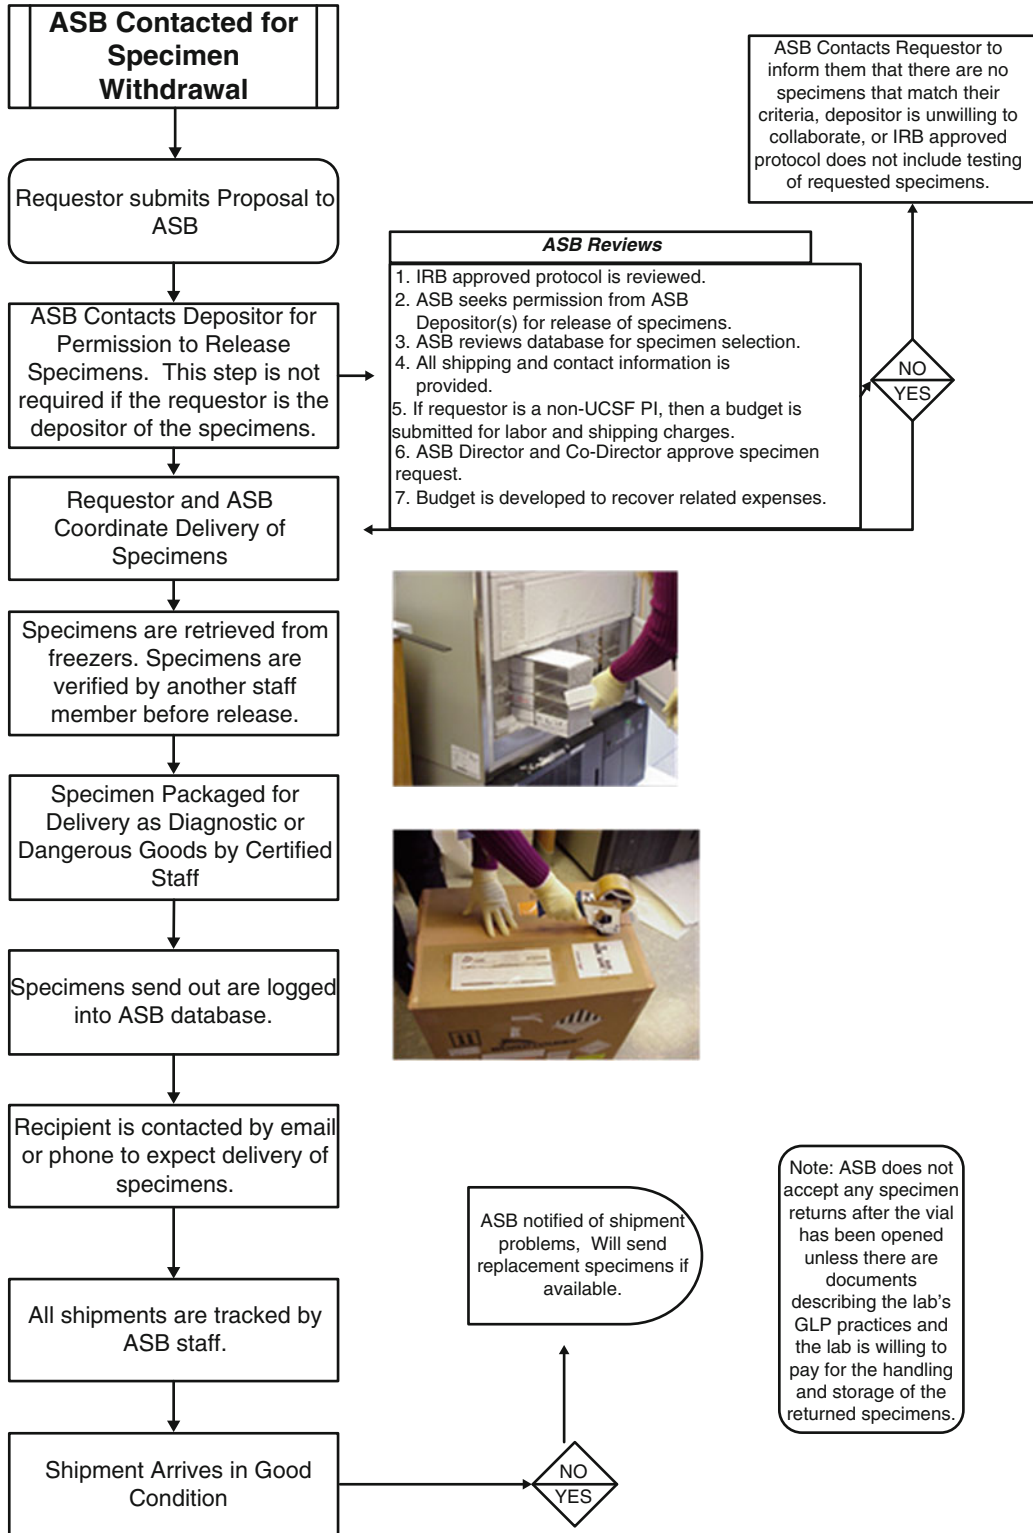 ASB Contacted for
Specimen
Withdrawal
Requestor submits Proposal to
ASB
ASB Contacts Depositor for
Permission to Release
Specimens. This step is not
required if the requestor is the
depositor of the specimens.
ASB Reviews
1. IRB approved protocol is reviewed.
2. ASB seeks permission from ASB
Depositor(s) for release of specimens.
3. ASB reviews database for specimen selection.
4. All shipping and contact information is
provided.
5. If requestor is a non-UCSF PI, then a budget is
submitted for labor and shipping charges.
6. ASB Director and Co-Director approve specimen
request.
7. Budget is developed to recover related expenses.
NO
YES
ASB Contacts Requestor to
inform them that there are no
specimens that match their
criteria, depositor is unwilling to
collaborate, or IRB approved
protocol does not include testing
of requested specimens.
Requestor and ASB
Coordinate Delivery of
Specimens
Specimens are retrieved from
freezers. Specimens are
verified by another staff
member before release.
Specimen Packaged for
Delivery as Diagnostic or
Dangerous Goods by Certified
Staff
Specimens send out are logged
into ASB database.
Recipient is contacted by email
or phone to expect delivery of
specimens.
All shipments are tracked by
ASB staff.
Shipment Arrives in Good
Condition
NO
YES
ASB notified of shipment
problems, Will send
replacement specimens if
available.
Note: ASB does not
accept any specimen
returns after the vial
has been opened
unless there are
documents
describing the lab's
GLP practices and
the lab is willing to
pay for the handling
and storage of the
returned specimens.